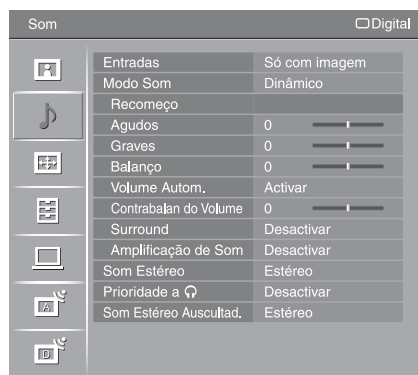 Som Digital
Entradas Só com imagem
Modo Som Dinâmico
Recomeço
Agudos 0
Graves 0
Balanço 0
Volume Autom. Activar
Contrabalan do Volume 0
Surround Desactivar
Amplificação de Som Desactivar
Som Estéreo Estéreo
Prioridade a Desactivar
Som Estéreo Auscultad. Estéreo
A
D